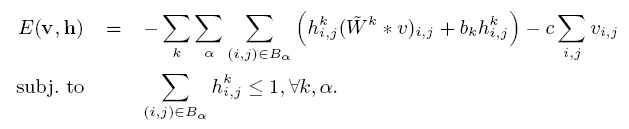 E(v, h) = − ∑_k ∑_α ∑_{(i,j)∈B_α} ( h^k_{i,j} (W̃^k ∗ v)_{i,j} + b_k h^k_{i,j} ) − c ∑_{i,j} v_{i,j}
subj. to ∑_{(i,j)∈B_α} h^k_{i,j} ≤ 1, ∀k, α.